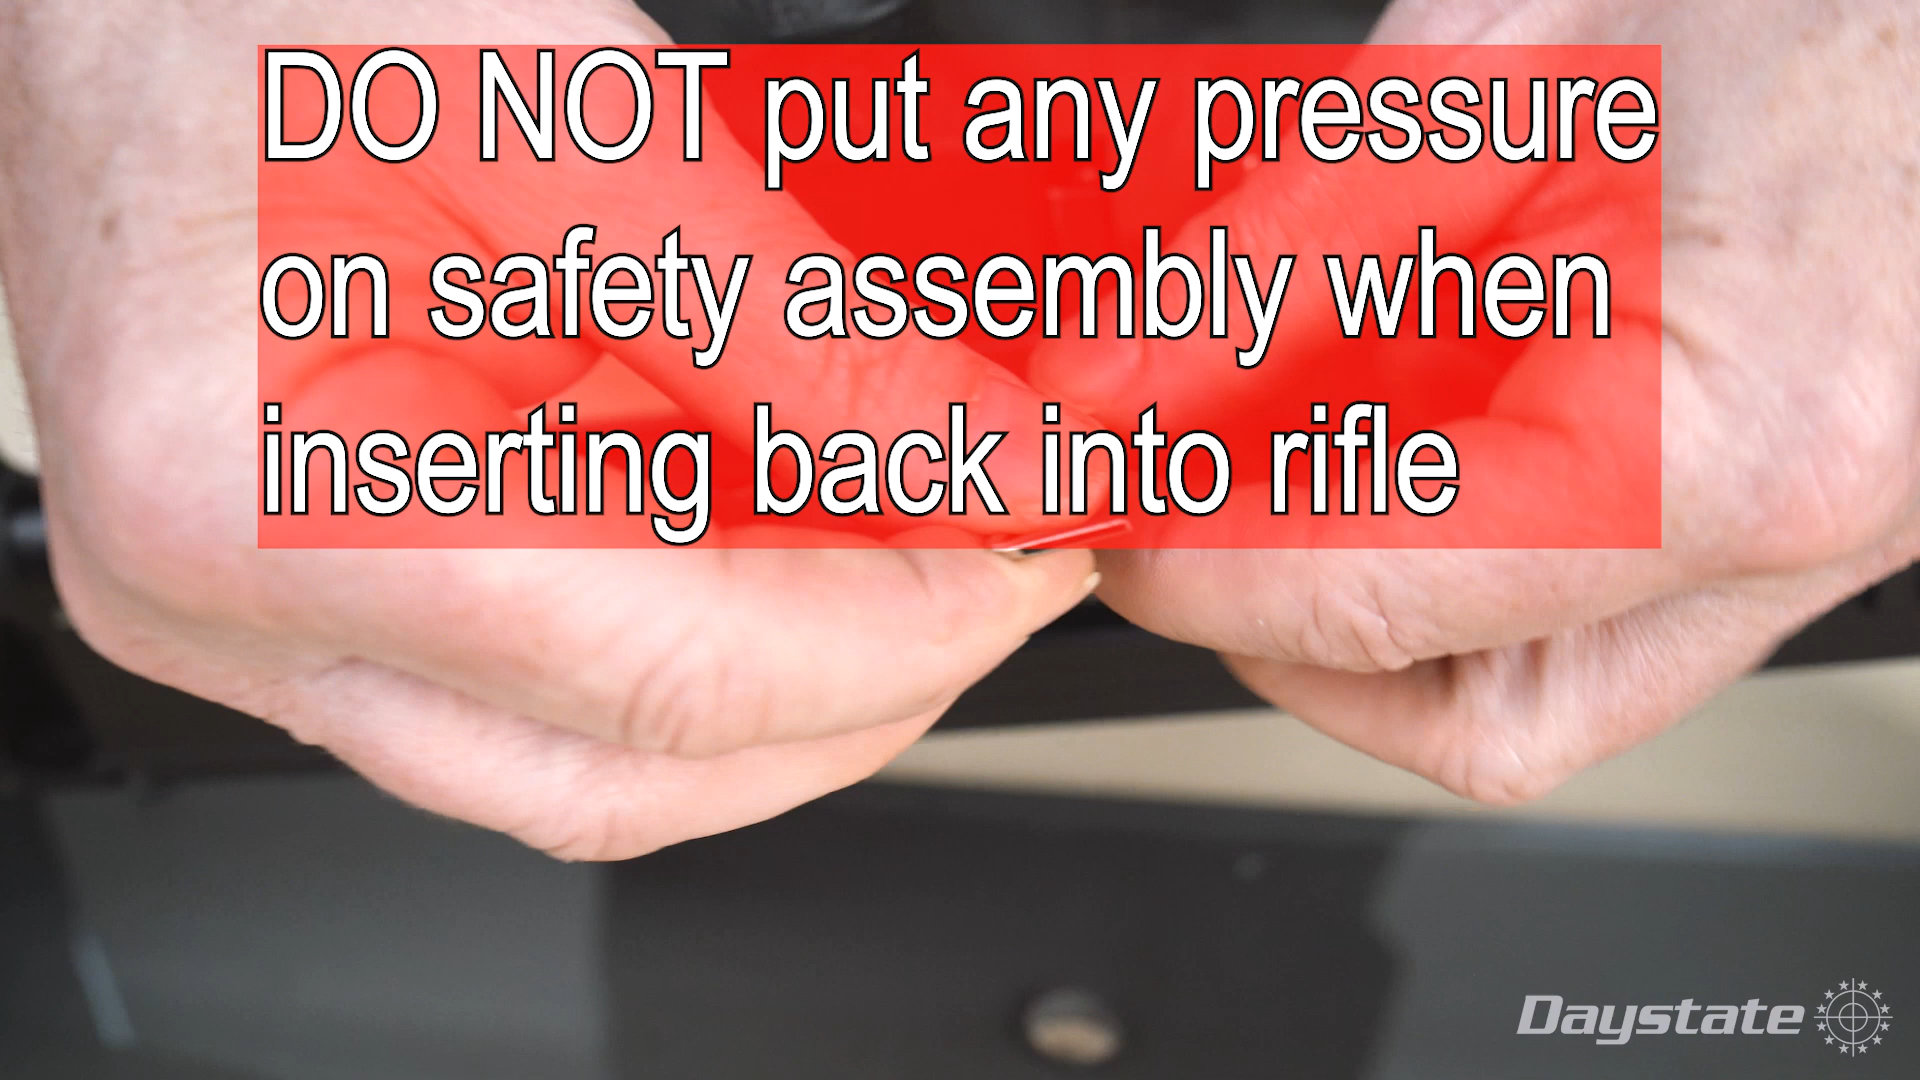 DO NOT put any pressure
on safety assembly when
inserting back into rifle
Daystate